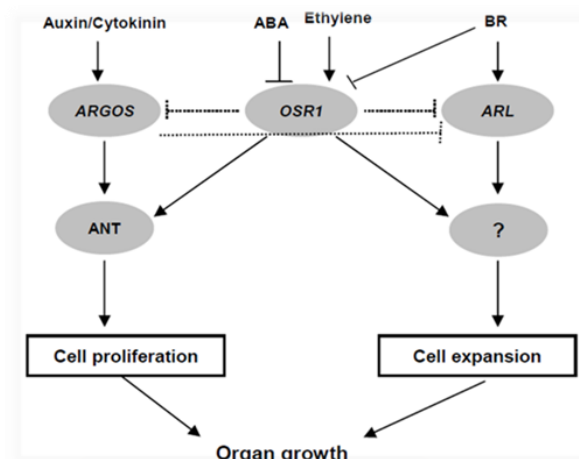 Auxin/Cytokinin ABA Ethylene BR
ARGOS OSR1 ARL
ANT ?
Cell proliferation Cell expansion
Organ growth